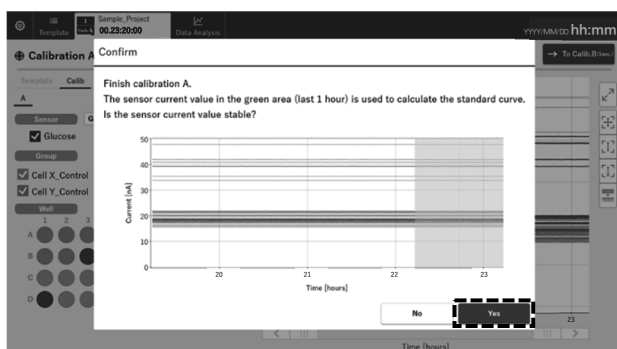 Template
1
Sample_Project
00.23:20:00
Data Analysis
YYYY/MM/DD hh:mm
Calibration A
Confirm
→ To Calib.B
Template
Calib
A
Sensor
G
Glucose
Group
Cell X_Control
Cell Y_Control
Well
1 2 3
A
B
C
D
Finish calibration A.
The sensor current value in the green area (last 1 hour) is used to calculate the standard curve.
Is the sensor current value stable?
Current [nA]
50
40
30
20
10
0
20 21 22 23
Time [hours]
No
Yes
23
Time [hours]